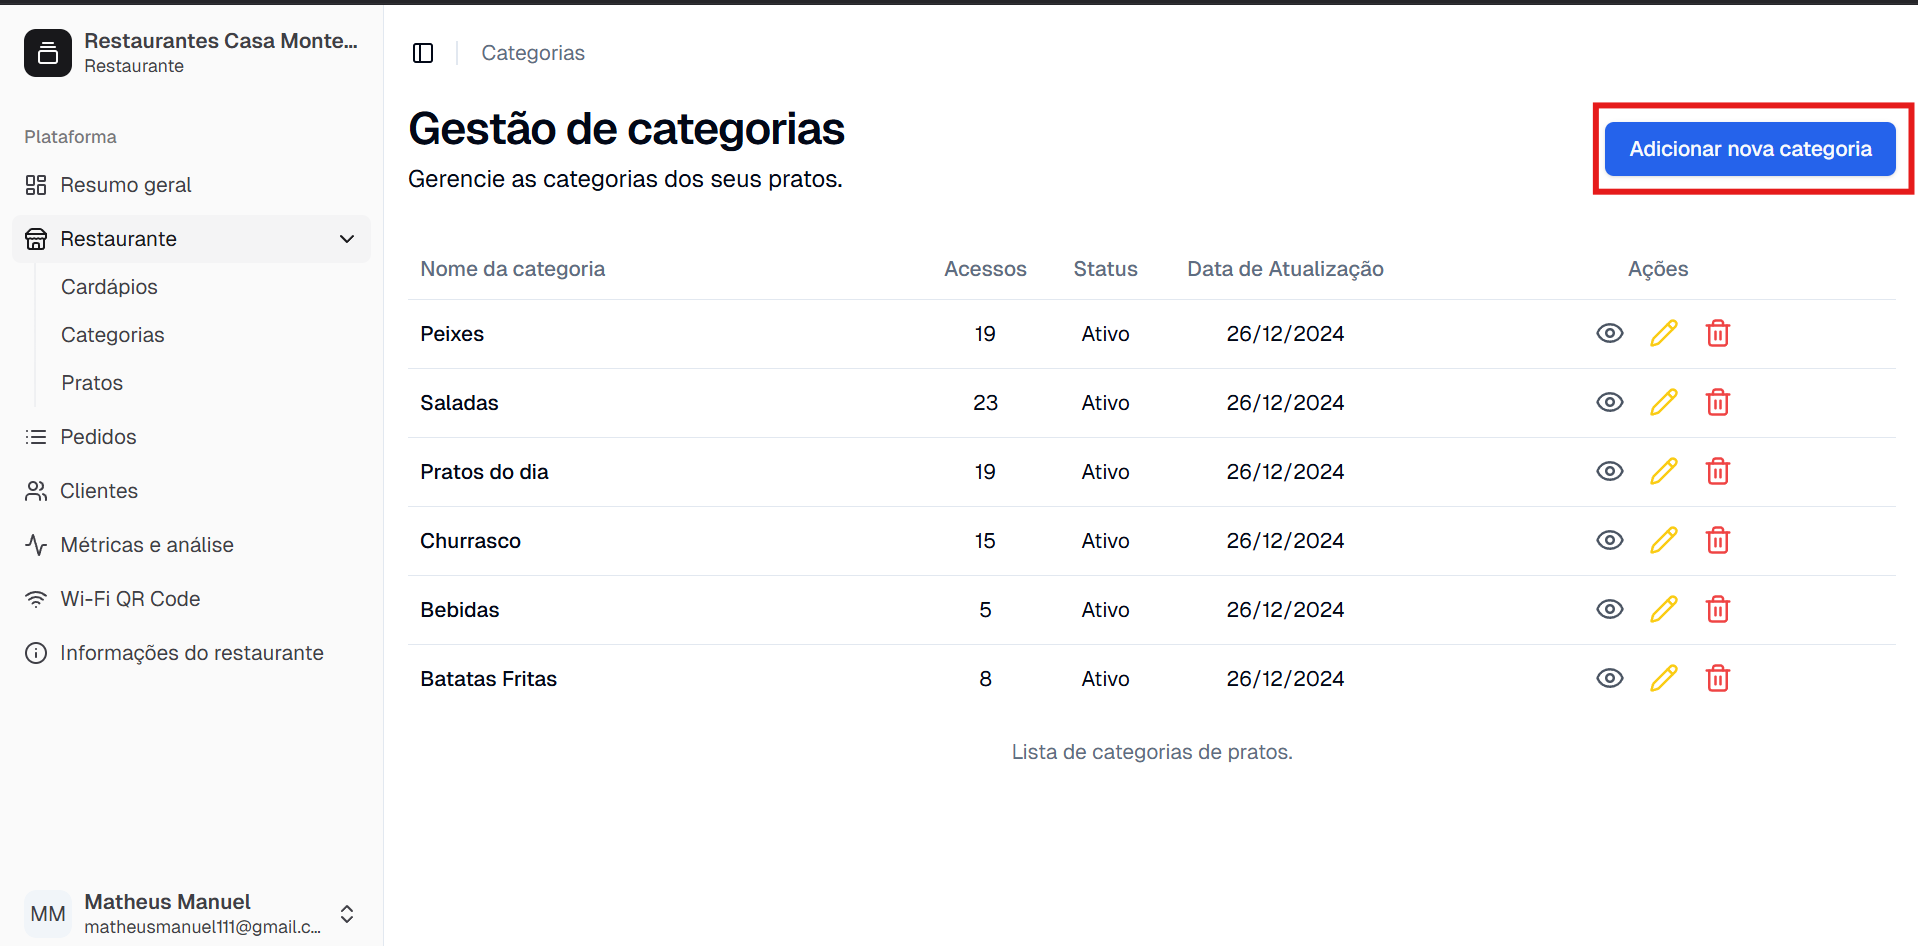 Restaurantes Casa Monte...
Restaurante
Plataforma
Resumo geral
Restaurante
Cardápios
Categorias
Pratos
Pedidos
Clientes
Métricas e análise
Wi-Fi QR Code
Informações do restaurante
MM
Matheus Manuel
matheusmanuel111@gmail.c...
Categorias
Gestão de categorias
Gerencie as categorias dos seus pratos.
Adicionar nova categoria
Nome da categoria Acessos Status Data de Atualização Ações
Peixes 19 Ativo 26/12/2024
Saladas 23 Ativo 26/12/2024
Pratos do dia 19 Ativo 26/12/2024
Churrasco 15 Ativo 26/12/2024
Bebidas 5 Ativo 26/12/2024
Batatas Fritas 8 Ativo 26/12/2024
Lista de categorias de pratos.